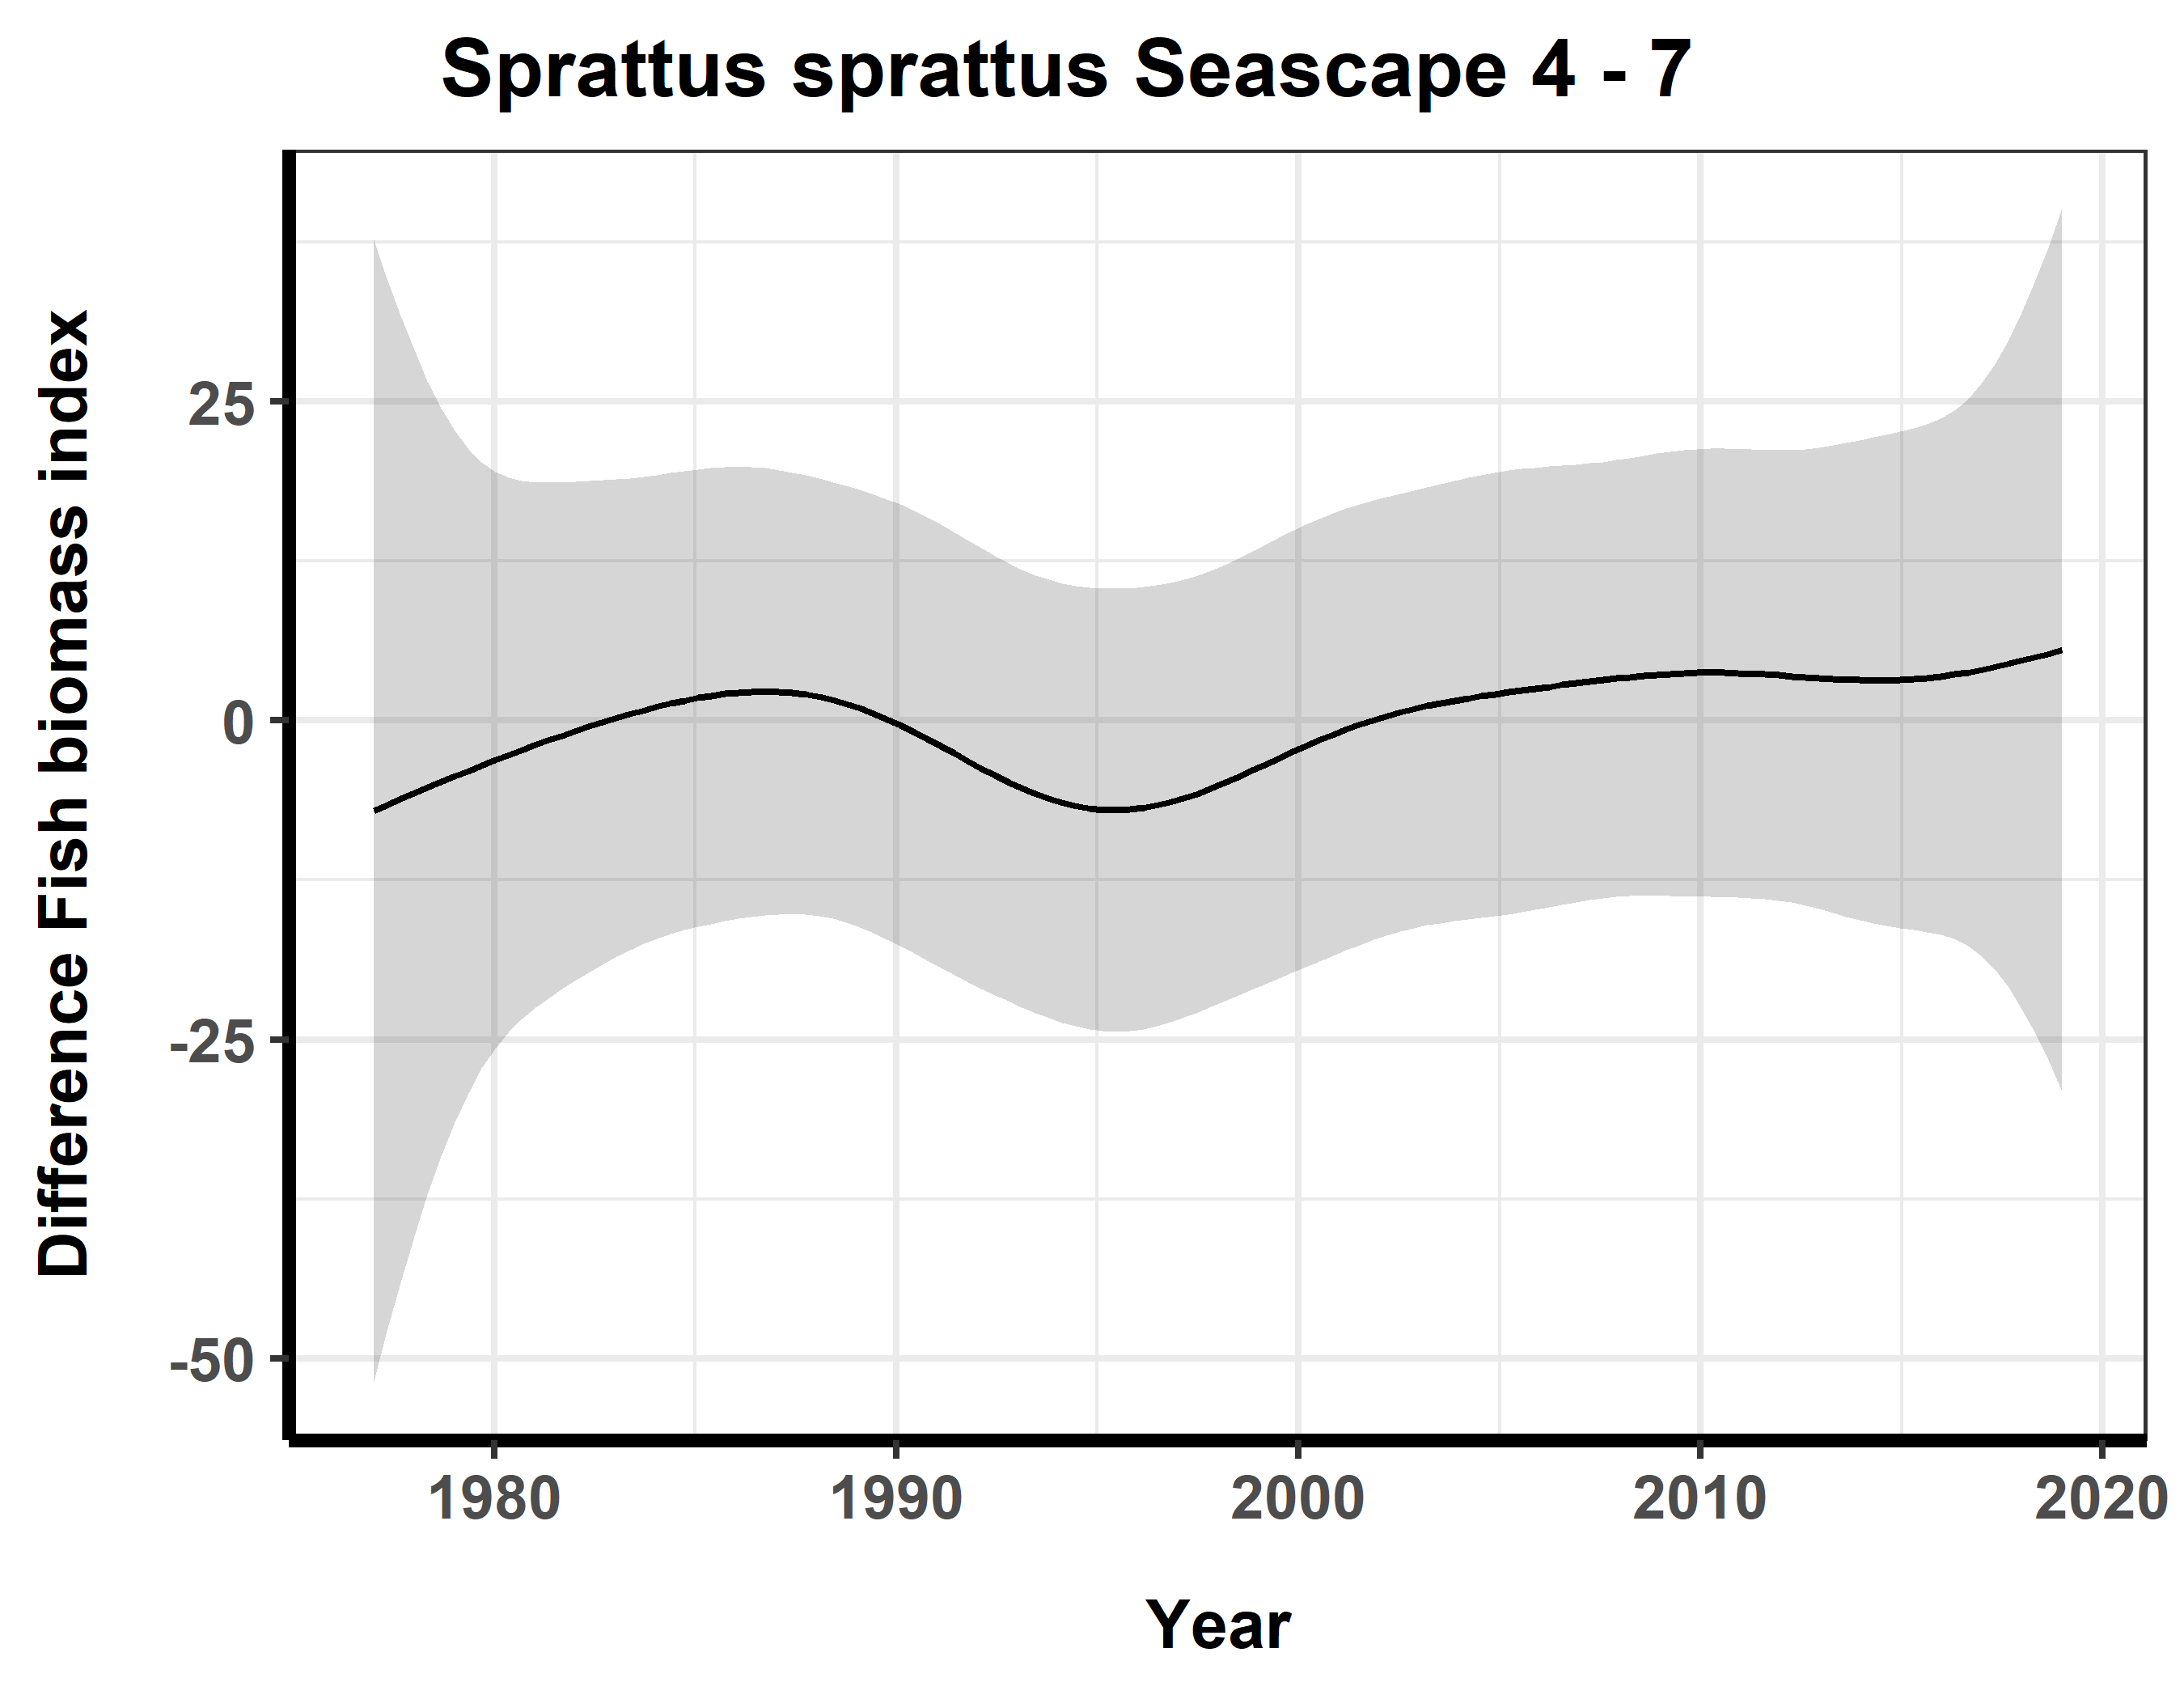 Sprattus sprattus Seascape 4 - 7
Difference Fish biomass index
25
0
-25
-50
1980 1990 2000 2010 2020
Year